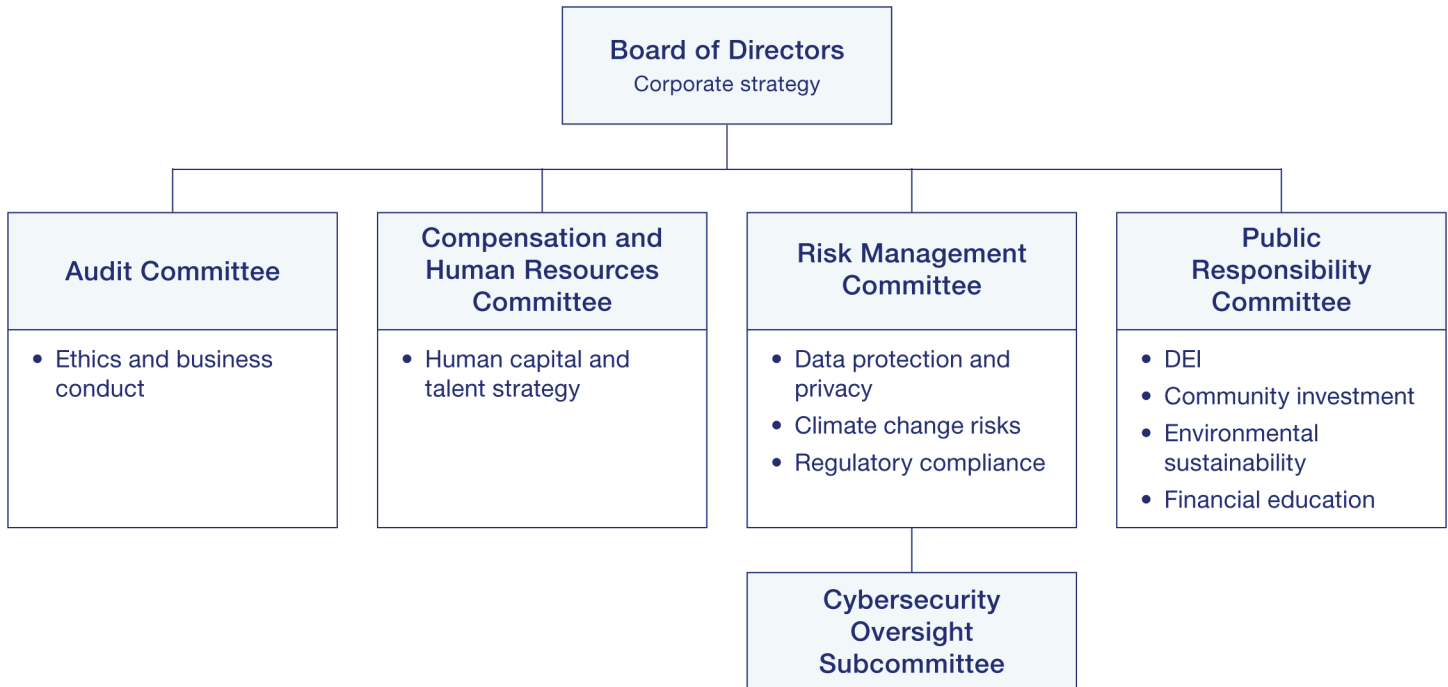 Board of Directors
Corporate strategy
Audit Committee
• Ethics and business
conduct
Compensation and
Human Resources
Committee
• Human capital and
talent strategy
Risk Management
Committee
• Data protection and
privacy
• Climate change risks
• Regulatory compliance
Cybersecurity
Oversight
Subcommittee
Public
Responsibility
Committee
• DEI
• Community investment
• Environmental
sustainability
• Financial education